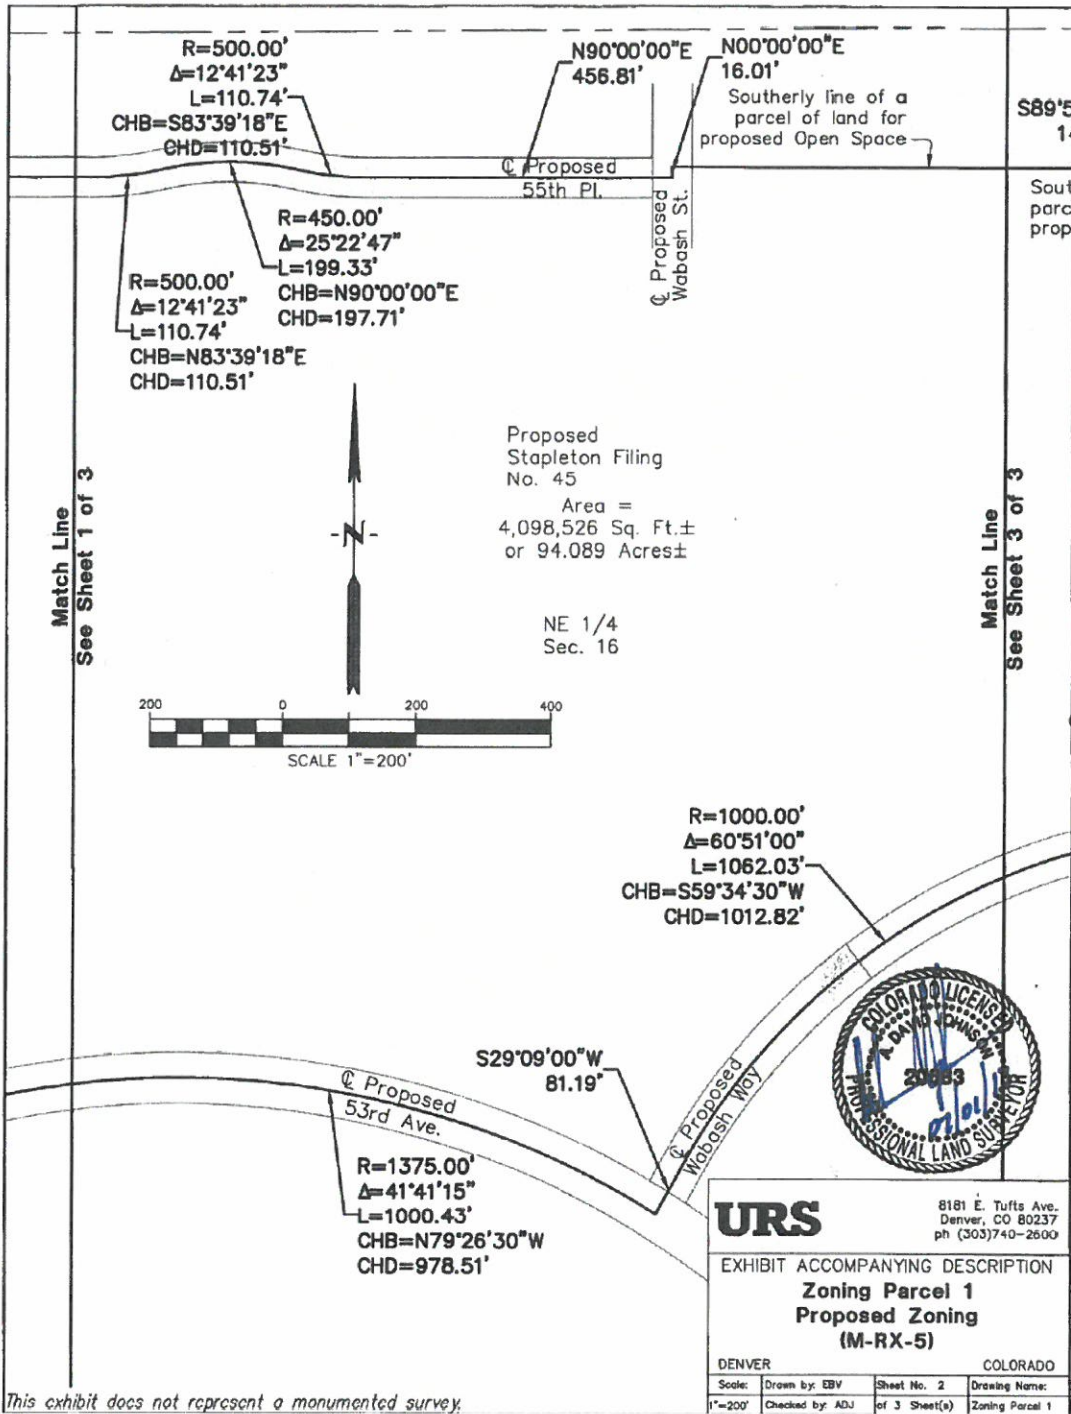 R=500.00'
Δ=12°41'23"
L=110.74'
CHB=S83°39'18"E
CHD=110.51'
N90°00'00"E
456.81'
N00°00'00"E
16.01'
Southerly line of a
parcel of land for
proposed Open Space
S89°5
14
Sout
parc
prop
℄ Proposed
55th Pl.
℄ Proposed
Wabash St.
R=450.00'
Δ=25°22'47"
L=199.33'
CHB=N90°00'00"E
CHD=197.71'
R=500.00'
Δ=12°41'23"
L=110.74'
CHB=N83°39'18"E
CHD=110.51'
Match Line
See Sheet 1 of 3
-N-
Proposed
Stapleton Filing
No. 45
Area =
4,098,526 Sq. Ft.±
or 94.089 Acres±
NE 1/4
Sec. 16
Match Line
See Sheet 3 of 3
200 0 200 400
SCALE 1"=200'
R=1000.00'
Δ=60°51'00"
L=1062.03'
CHB=S59°34'30"W
CHD=1012.82'
S29°09'00"W
81.19'
℄ Proposed
Wabash Way
℄ Proposed
53rd Ave.
R=1375.00'
Δ=41°41'15"
L=1000.43'
CHB=N79°26'30"W
CHD=978.51'
COLORADO LICENSED
A. DAVID JOHNSON
20683
PROFESSIONAL LAND SURVEYOR
URS
8181 E. Tufts Ave.
Denver, CO 80237
ph (303)740-2600
EXHIBIT ACCOMPANYING DESCRIPTION
Zoning Parcel 1
Proposed Zoning
(M-RX-5)
DENVER COLORADO
Scale: Drawn by: EBV Sheet No. 2 Drawing Name:
1"=200' Checked by: ADJ of 3 Sheet(s) Zoning Parcel 1
This exhibit does not represent a monumented survey.